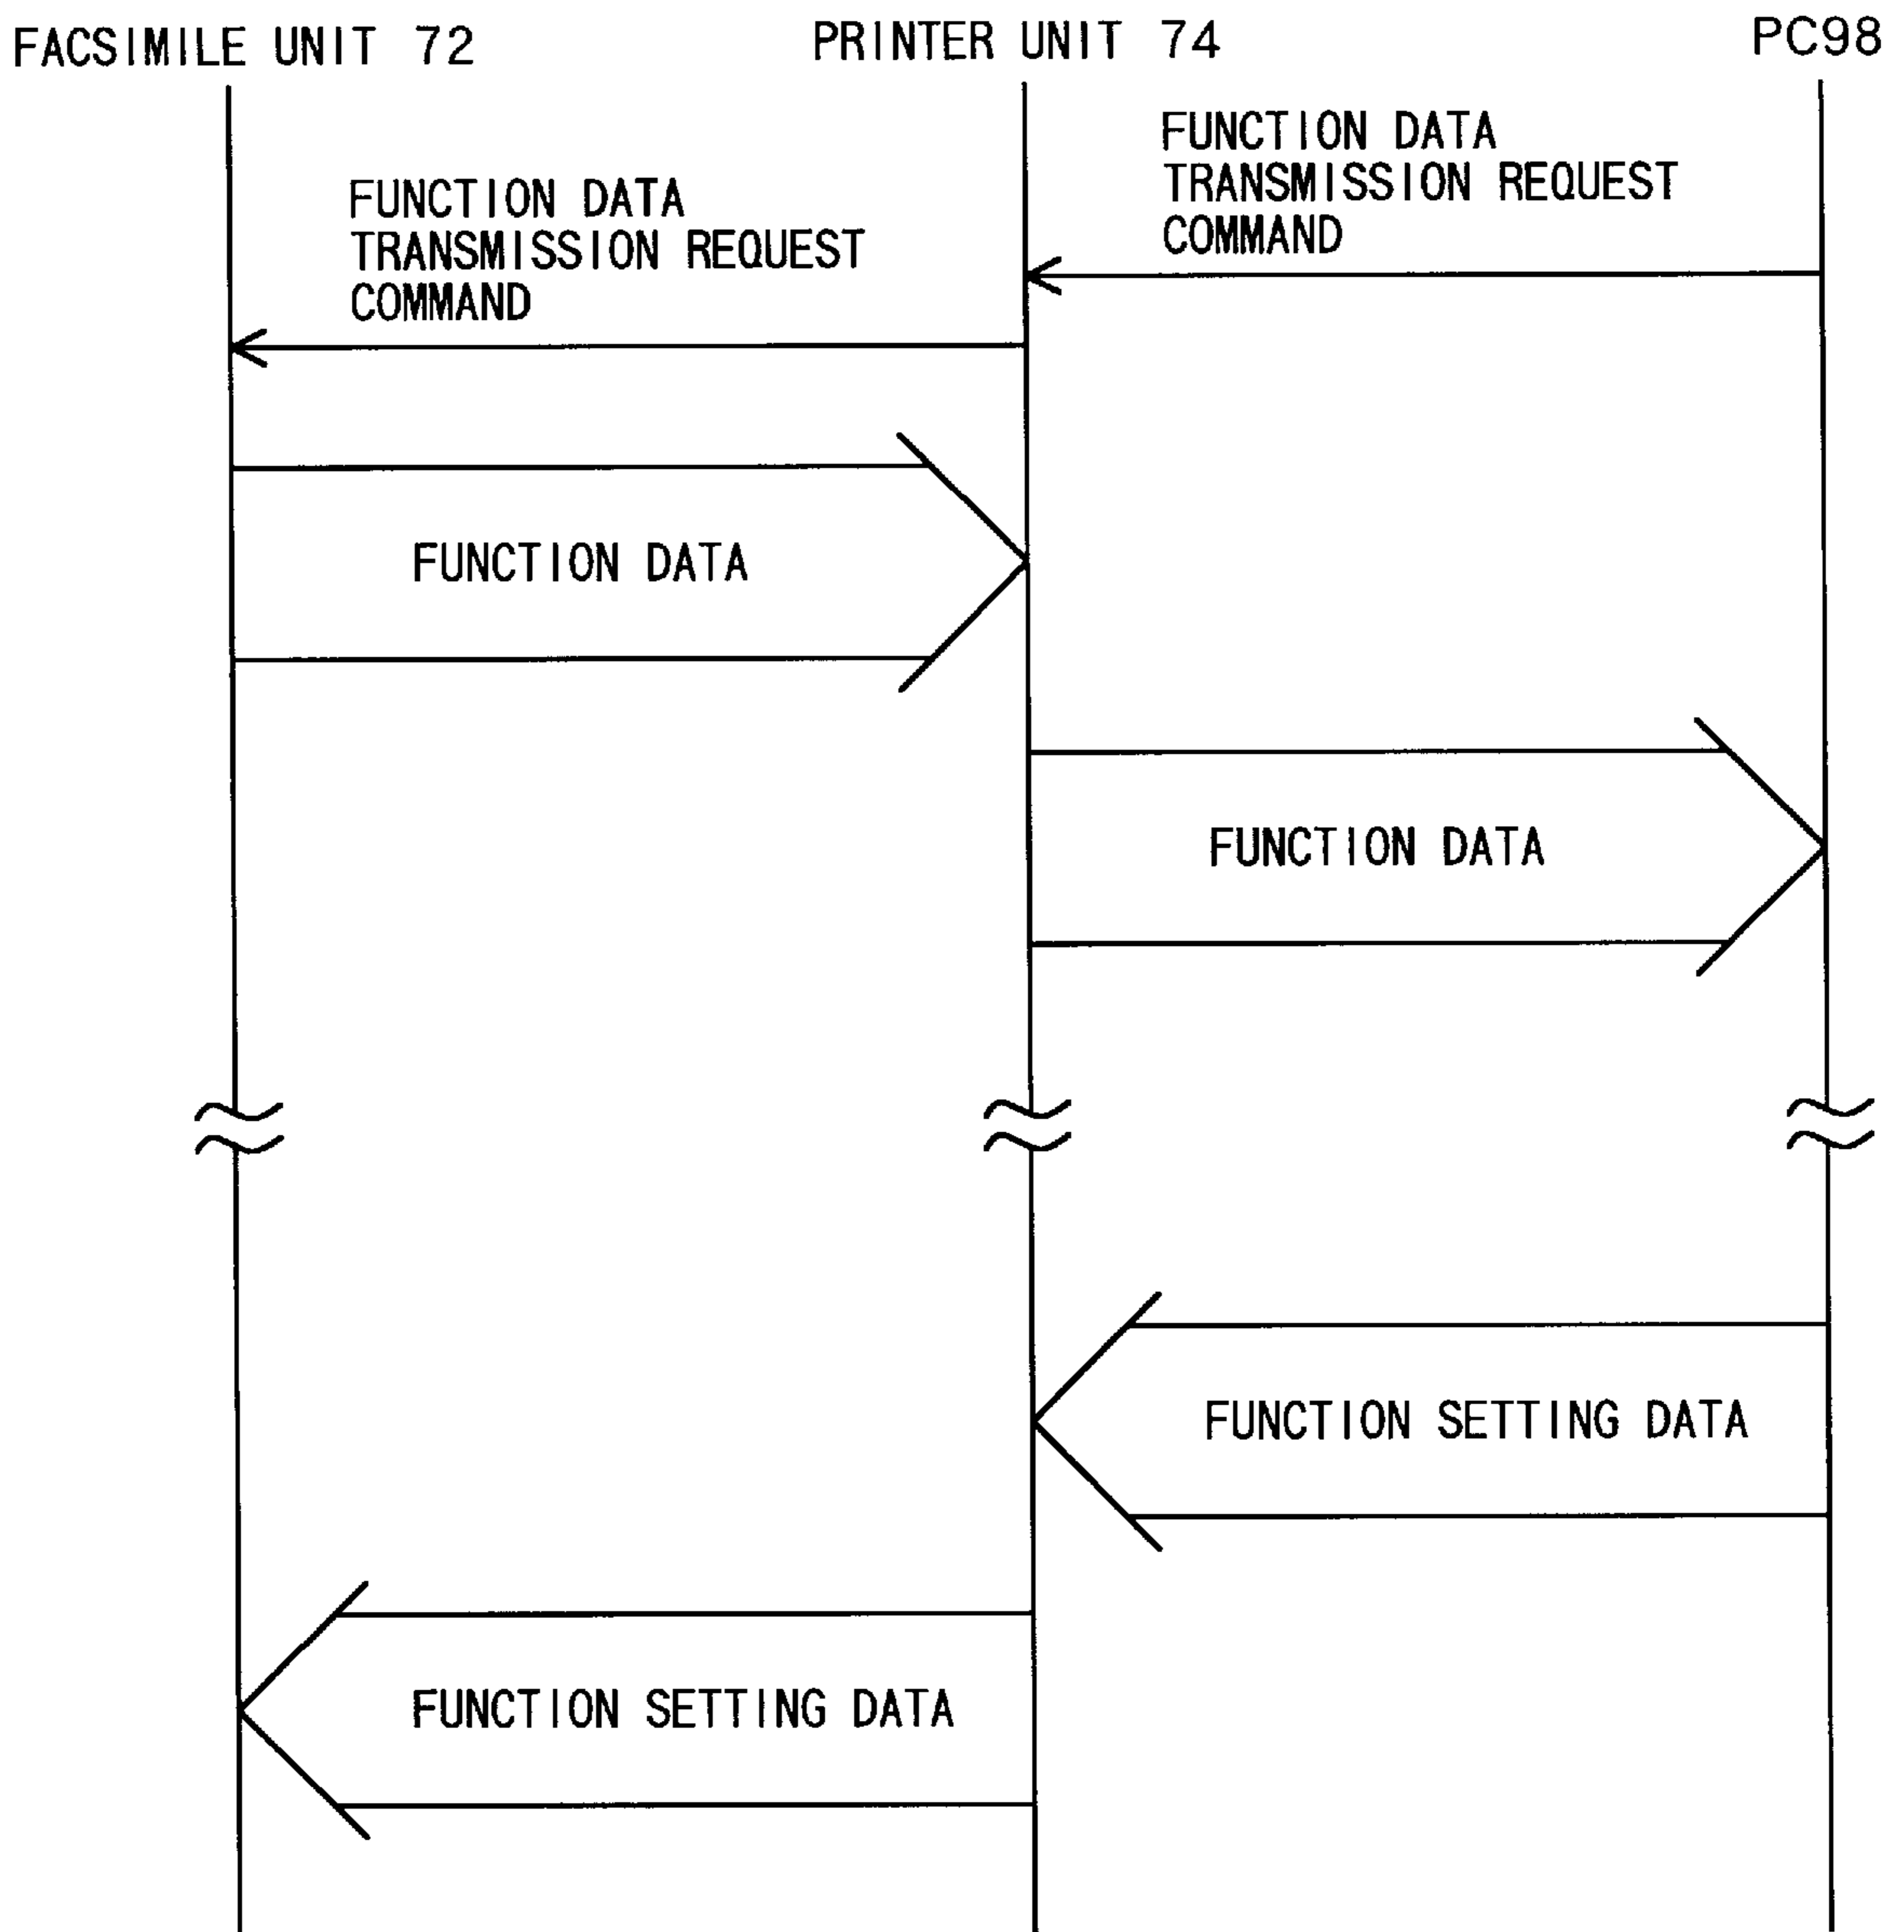 FACSIMILE UNIT 72
PRINTER UNIT 74
PC98
FUNCTION DATA
TRANSMISSION REQUEST
COMMAND
FUNCTION DATA
TRANSMISSION REQUEST
COMMAND
FUNCTION DATA
FUNCTION DATA
FUNCTION SETTING DATA
FUNCTION SETTING DATA